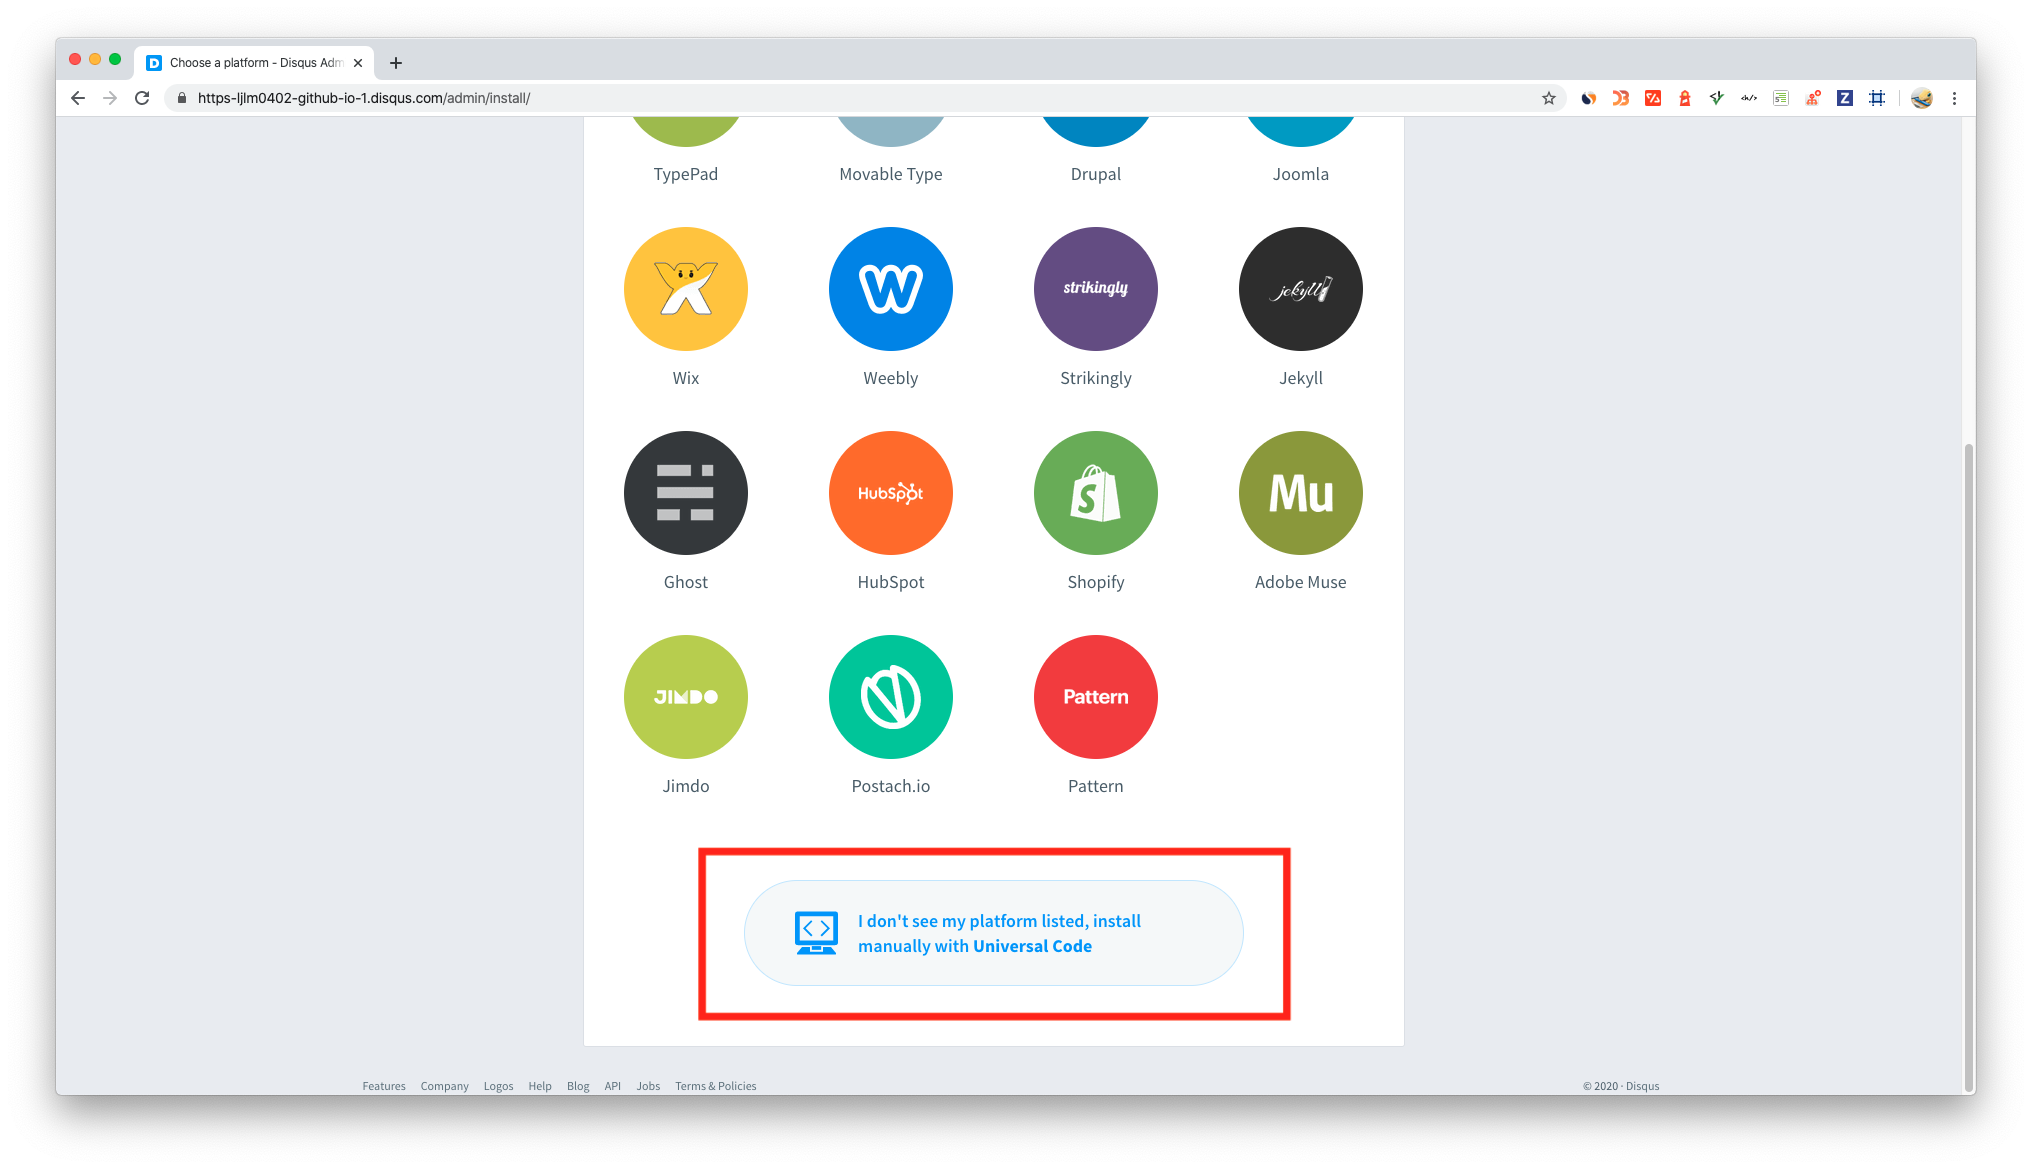 Choose a platform - Disqus Adm
https-ljlm0402-github-io-1.disqus.com/admin/install/
TypePad
Movable Type
Drupal
Joomla
strikingly
jekyll
Wix
Weebly
Strikingly
Jekyll
HubSpot
S
Mu
Ghost
HubSpot
Shopify
Adobe Muse
JIMDO
Pattern
Jimdo
Postach.io
Pattern
I don't see my platform listed, install
manually with Universal Code
Features Company Logos Help Blog API Jobs Terms & Policies
© 2020 · Disqus